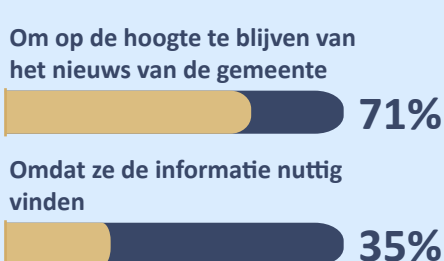 Om op de hoogte te blijven van
het nieuws van de gemeente
71%
Omdat ze de informatie nuttig
vinden
35%